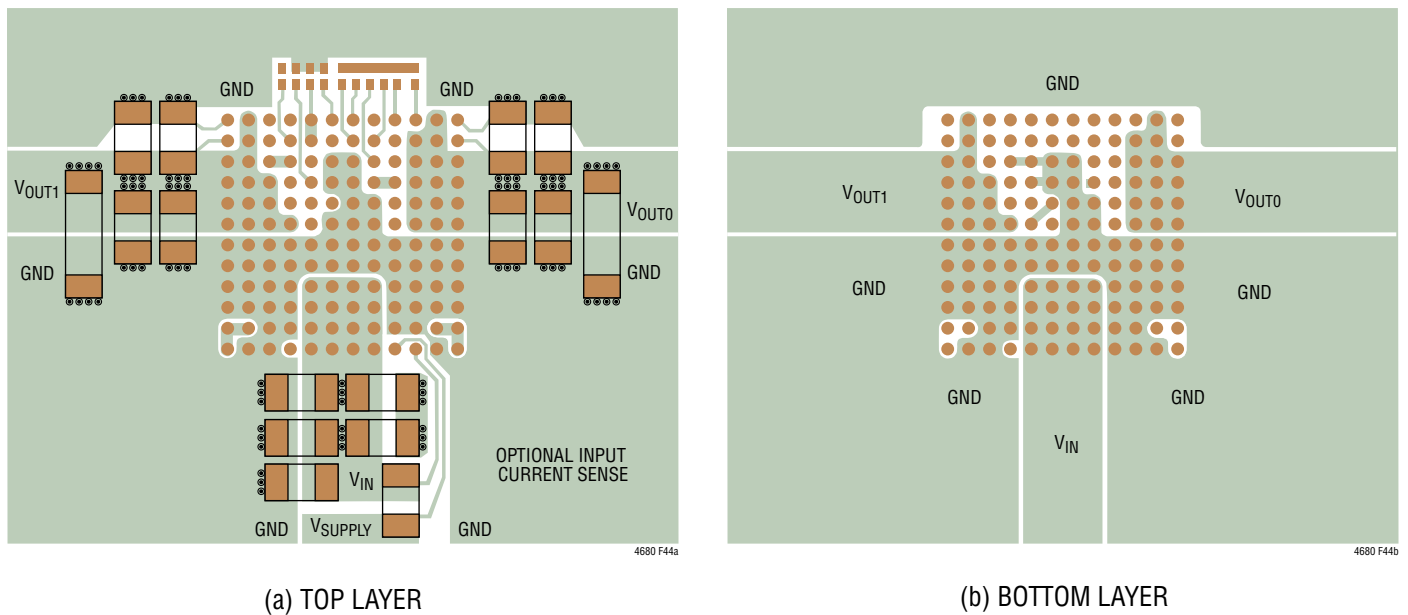 GND
GND
VOUT1
VOUT0
GND
GND
OPTIONAL INPUT
CURRENT SENSE
VIN
GND
VSUPPLY
GND
4680 F44a
(a) TOP LAYER
GND
VOUT1
VOUT0
GND
GND
GND
GND
VIN
4680 F44b
(b) BOTTOM LAYER